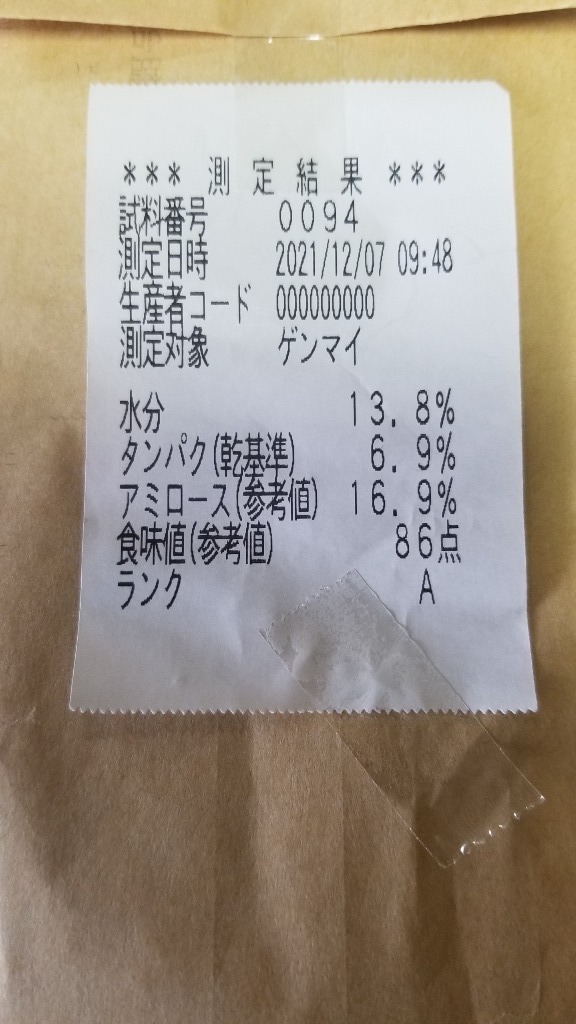 *** 測定結果 ***
試料番号 0094
測定日時 2021/12/07 09:48
生産者コード 000000000
測定対象 ゲンマイ
水分 13.8%
タンパク(乾基準) 6.9%
アミロース(参考値) 16.9%
食味値(参考値) 86点
ランク A